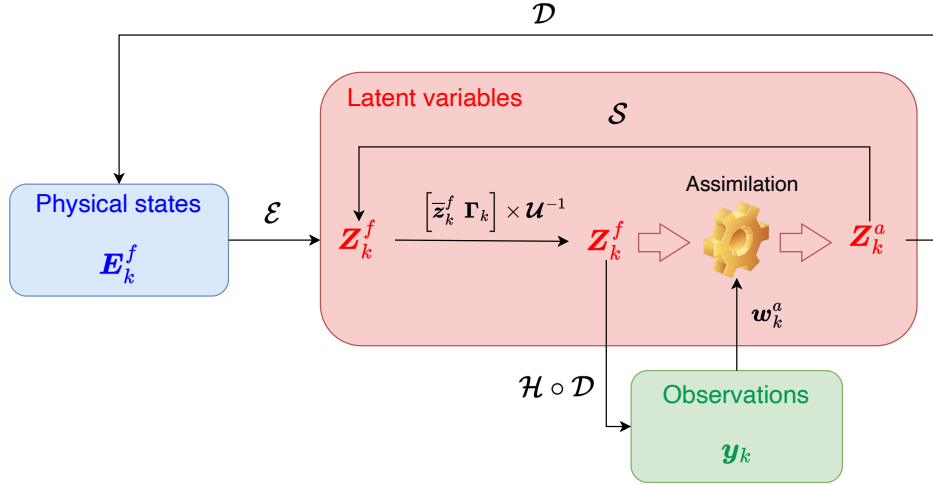 𝒟
Latent variables
𝒮
Physical states
ℰ
[z̄ₖᶠ Γₖ] × 𝒰⁻¹
Assimilation
Eₖᶠ
Zₖᶠ
Zₖᶠ
Zₖᵃ
wₖᵃ
ℋ ∘ 𝒟
Observations
yₖ